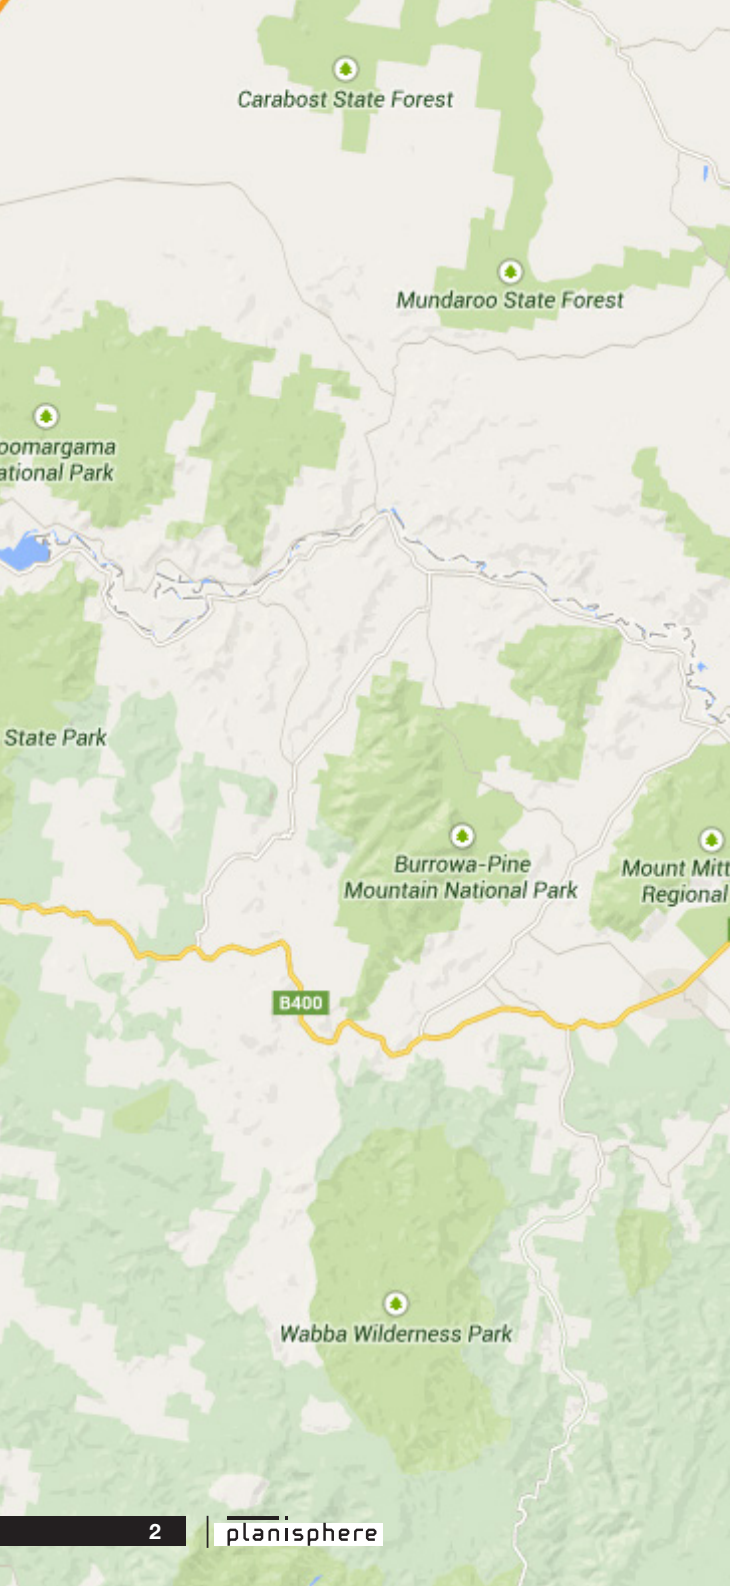 Carabost State Forest
Mundaroo State Forest
oomargama
ational Park
State Park
Burrowa-Pine
Mountain National Park
Mount Mitt
Regional
B400
Wabba Wilderness Park
2
planisphere